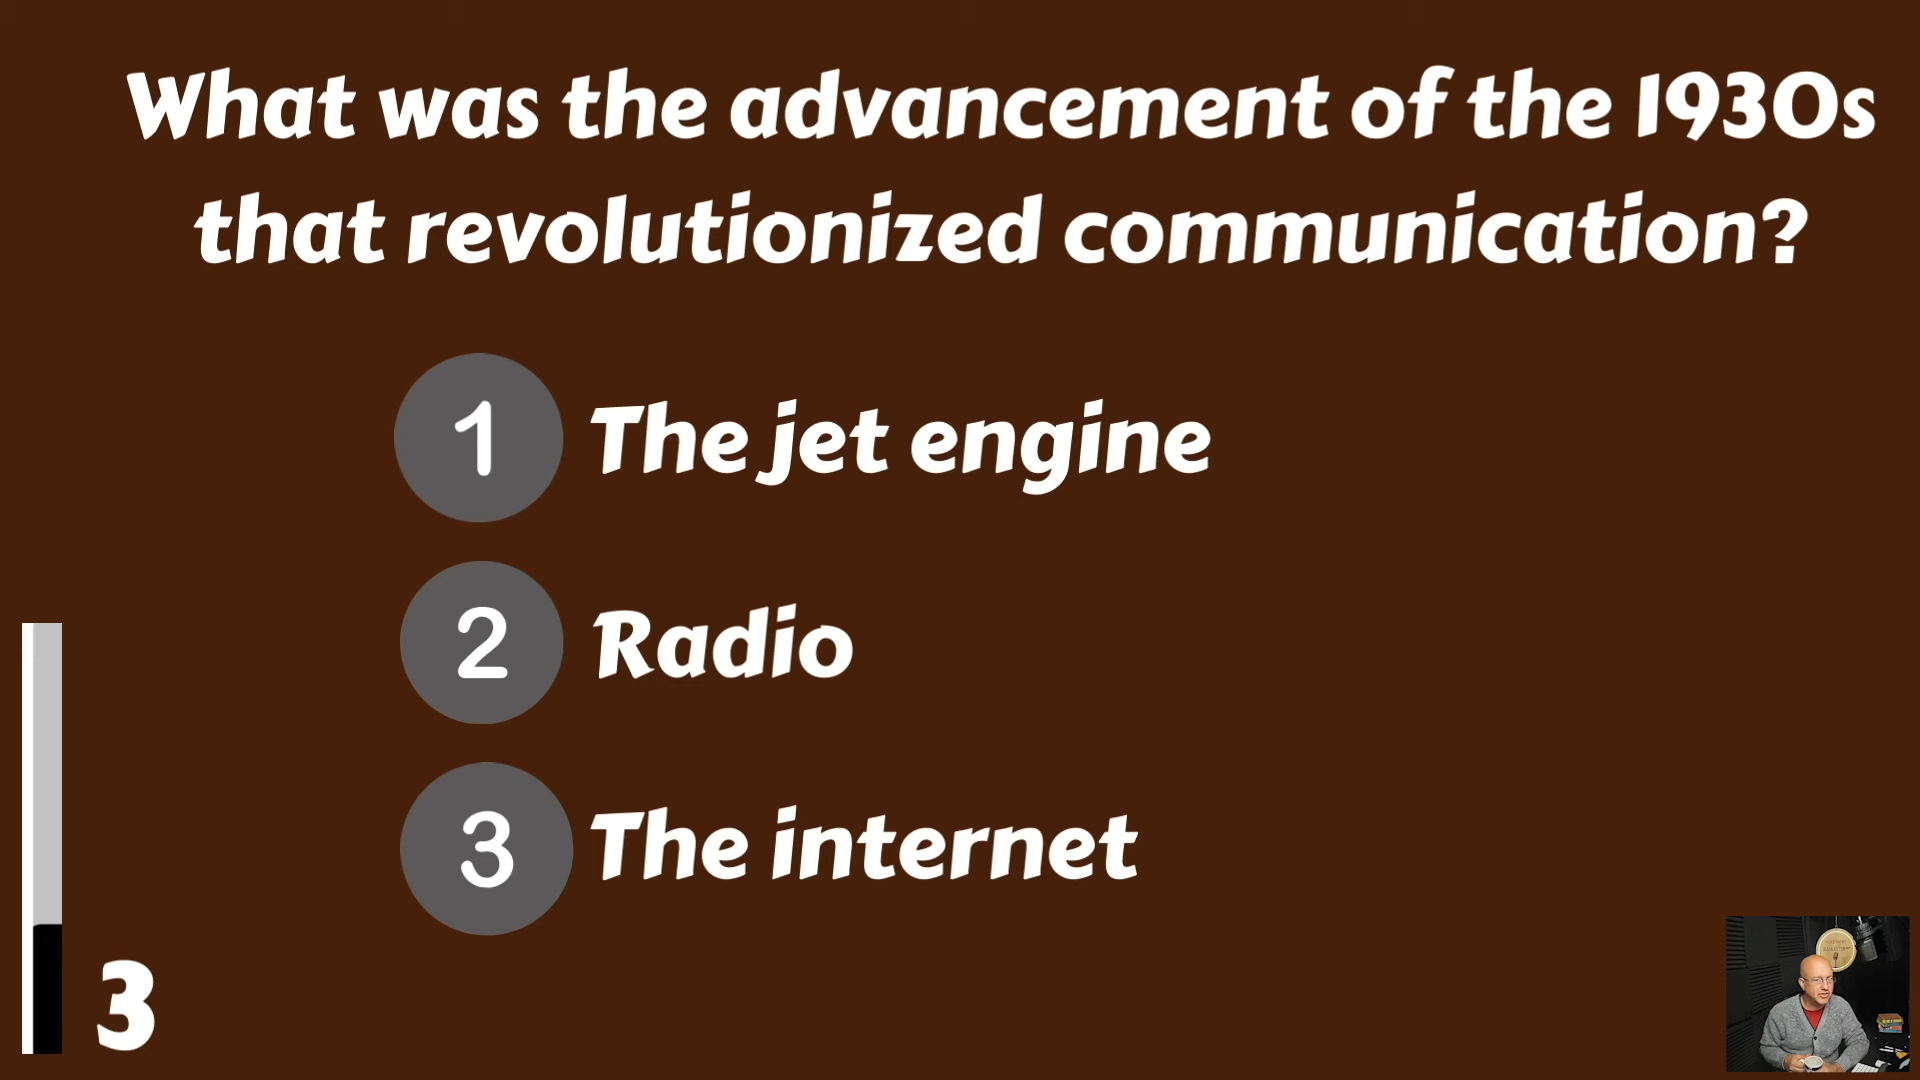 What was the advancement of the 1930s
that revolutionized communication?
1 The jet engine
2 Radio
3 The internet
3